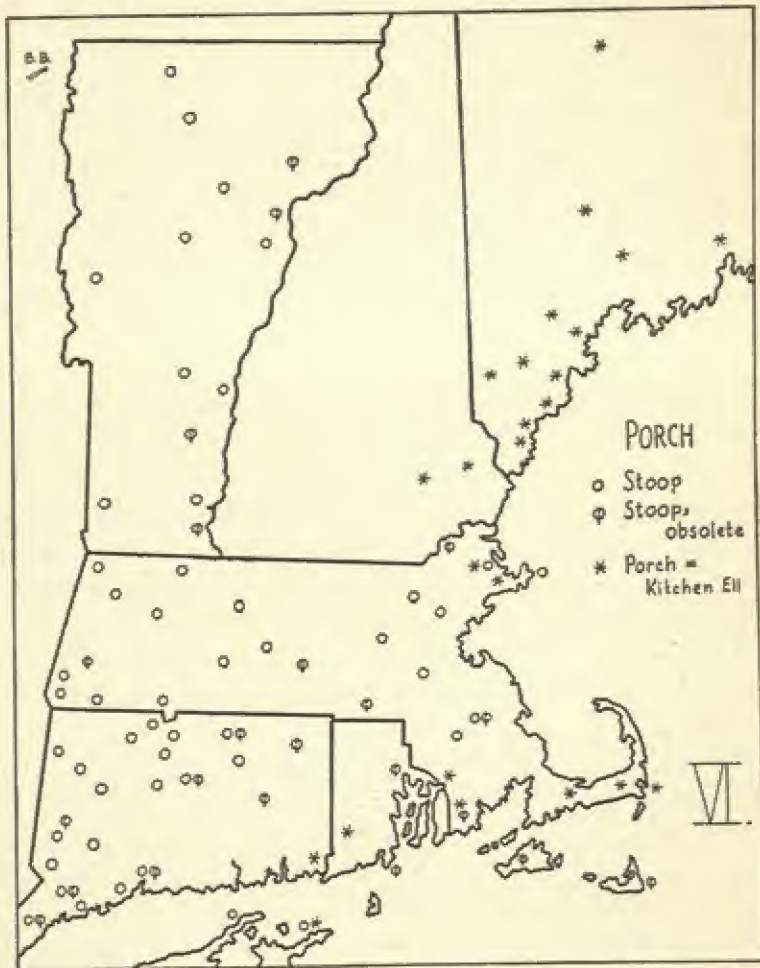 B.B.
PORCH
Stoop
Stoop,
obsolete
Porch =
Kitchen Ell
VI.